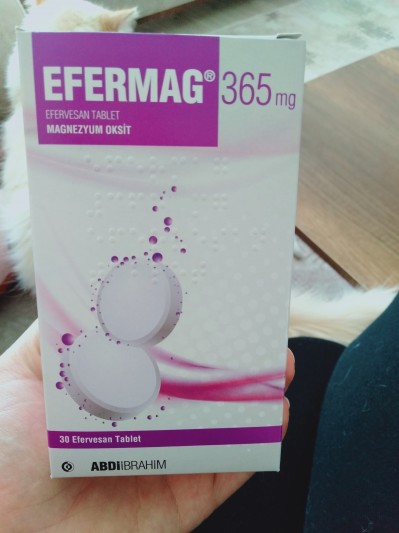 EFERMAG® 365 mg
EFERVESAN TABLET
MAGNEZYUM OKSİT
30 Efervesan Tablet
ABDİİBRAHİM